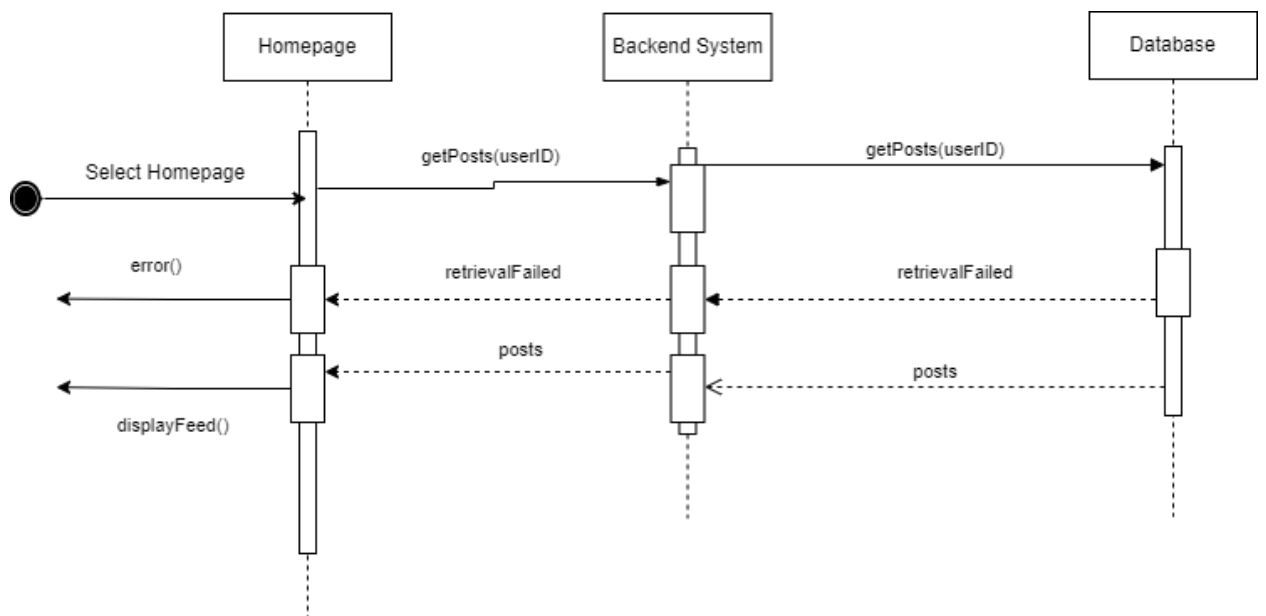 Homepage
Backend System
Database
getPosts(userID)
getPosts(userID)
Select Homepage
error()
retrievalFailed
retrievalFailed
posts
posts
displayFeed()